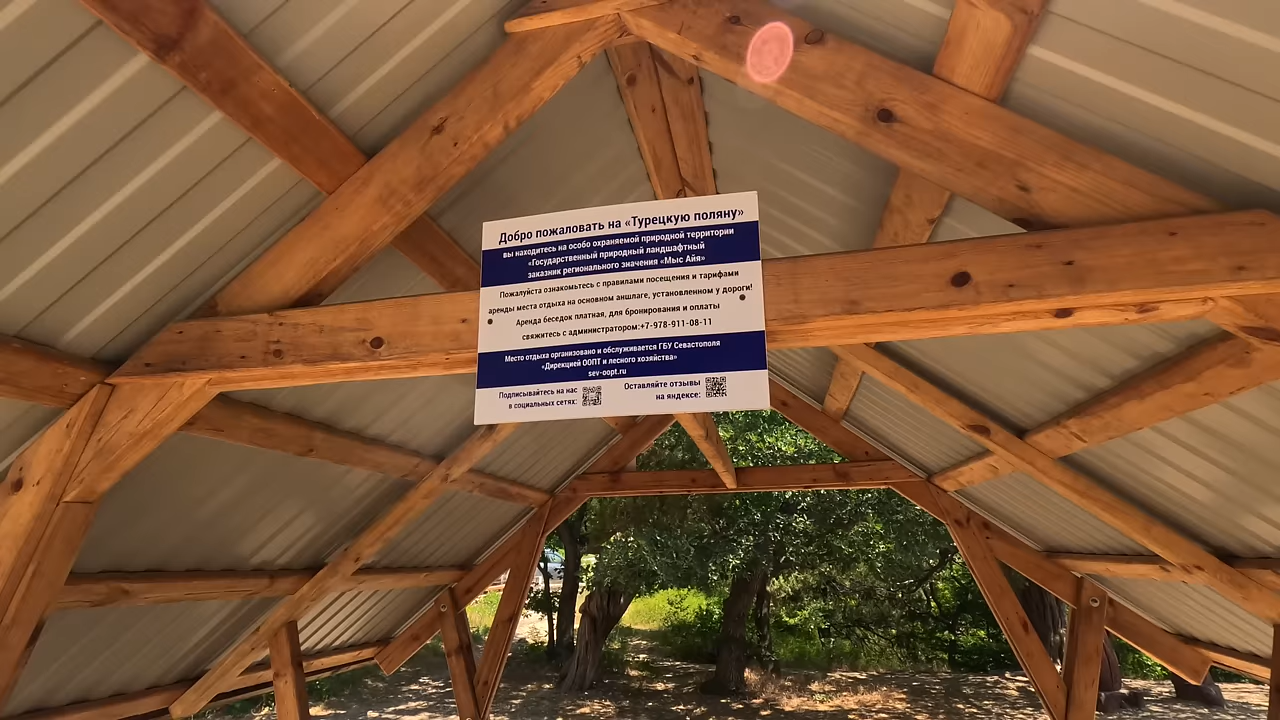 Добро пожаловать на «Турецкую поляну»
вы находитесь на особо охраняемой природной территории
«Государственный природный ландшафтный
заказник регионального значения «Мыс Айя»
Пожалуйста ознакомьтесь с правилами посещения и тарифами
аренды места отдыха на основном аншлаге, установленном у дороги!
Аренда беседок платная, для бронирования и оплаты
свяжитесь с администратором:+7-978-911-08-11
Место отдыха организовано и обслуживается ГБУ Севастополя
«Дирекцией ООПТ и лесного хозяйства»
sev-oopt.ru
Подписывайтесь на нас
в социальных сетях:
Оставляйте отзывы
на яндексе: